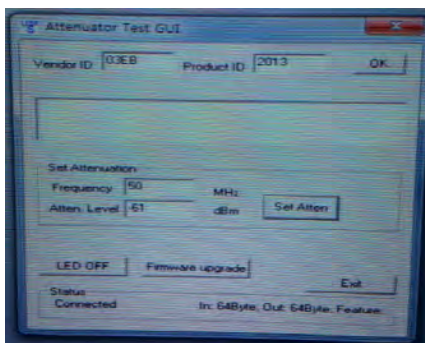 Attenuator Test GUI
Vendor ID 03EB Product ID 2013 OK
Set Attenuation
Frequency 50 MHz
Atten. Level -61 dBm Set Atten
LED OFF Firmware upgrade
Exit
Status
Connected In: 64Byte, Out: 64Byte, Feature: